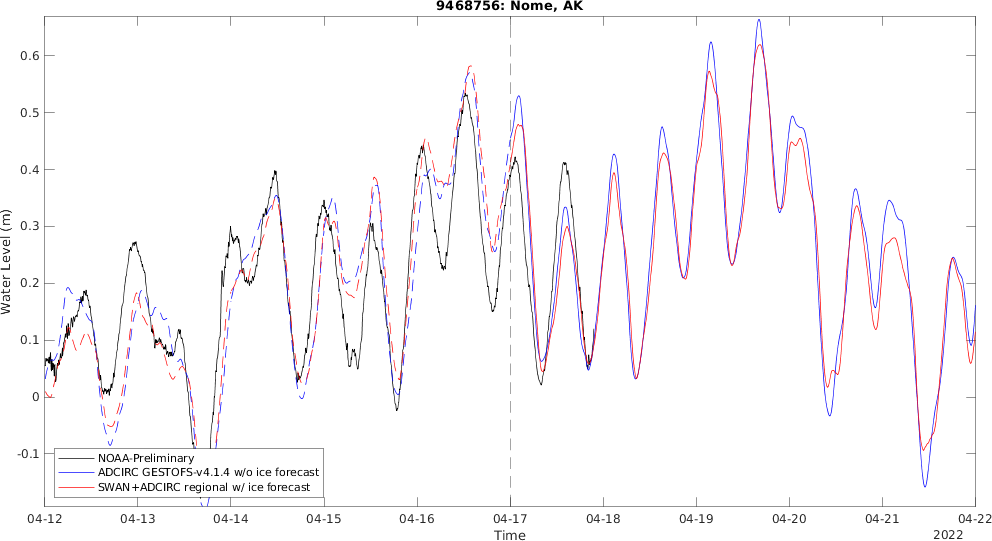 9468756: Nome, AK
0.6
0.5
0.4
0.3
0.2
0.1
0
-0.1
Water Level (m)
NOAA-Preliminary
ADCIRC GESTOFS-v4.1.4 w/o ice forecast
SWAN+ADCIRC regional w/ ice forecast
04-12 04-13 04-14 04-15 04-16 04-17 04-18 04-19 04-20 04-21 04-22
Time
2022